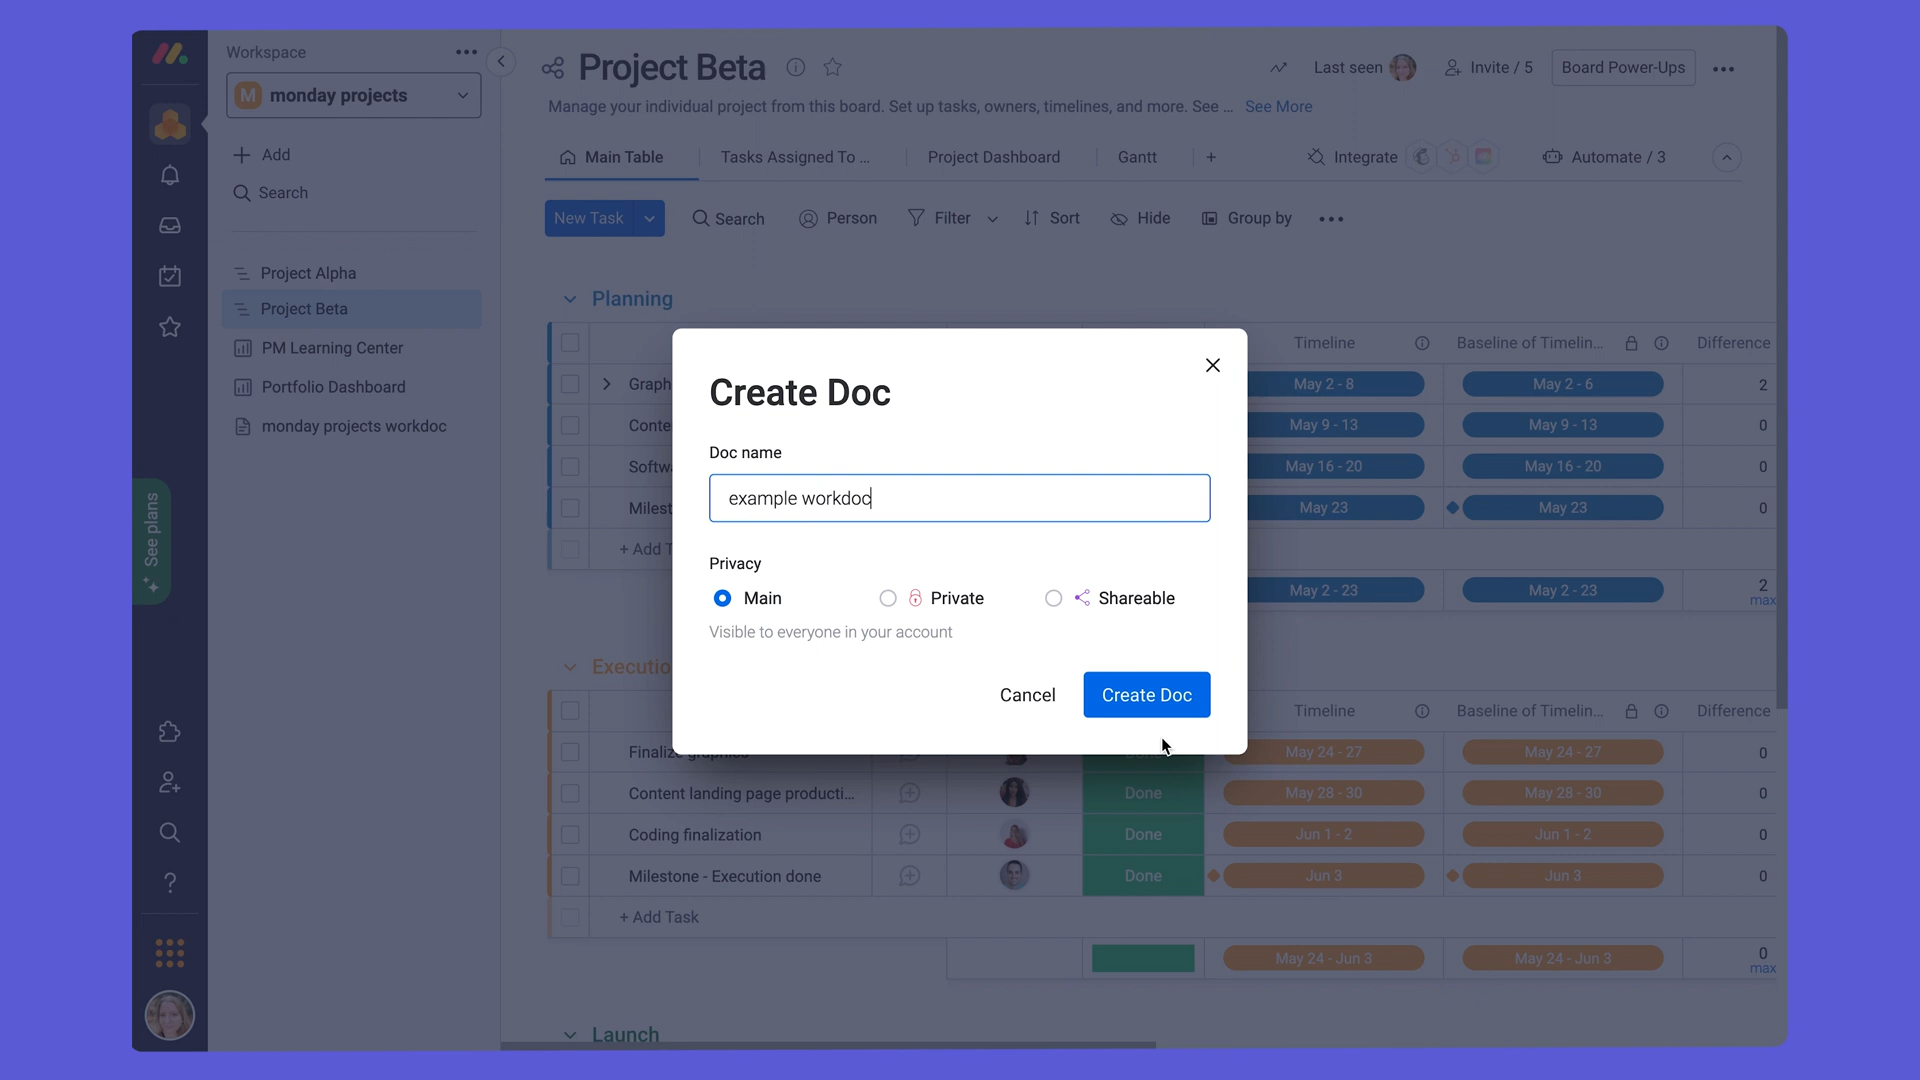 Workspace
M monday projects
Add
Search
Project Alpha
Project Beta
PM Learning Center
Portfolio Dashboard
monday projects workdoc
See plans
Project Beta
Last seen
Invite / 5
Board Power-Ups
Manage your individual project from this board. Set up tasks, owners, timelines, and more. See ... See More
Main Table
Tasks Assigned To ...
Project Dashboard
Gantt
+
Integrate
Automate / 3
New Task
Search
Person
Filter
Sort
Hide
Group by
Planning
Timeline
Baseline of Timelin...
Difference
Graph
May 2 - 8
May 2 - 6
2
Conte
May 9 - 13
May 9 - 13
0
Softw
May 16 - 20
May 16 - 20
0
Milest
May 23
May 23
0
+ Add T
May 2 - 23
May 2 - 23
2
max
Create Doc
Doc name
example workdoc
Privacy
Main
Private
Shareable
Visible to everyone in your account
Cancel
Create Doc
Executio
Timeline
Baseline of Timelin...
Difference
Finalize graphics
May 24 - 27
May 24 - 27
0
Content landing page producti...
Done
May 28 - 30
May 28 - 30
0
Coding finalization
Done
Jun 1 - 2
Jun 1 - 2
0
Milestone - Execution done
Done
Jun 3
Jun 3
0
+ Add Task
May 24 - Jun 3
May 24 - Jun 3
0
max
Launch